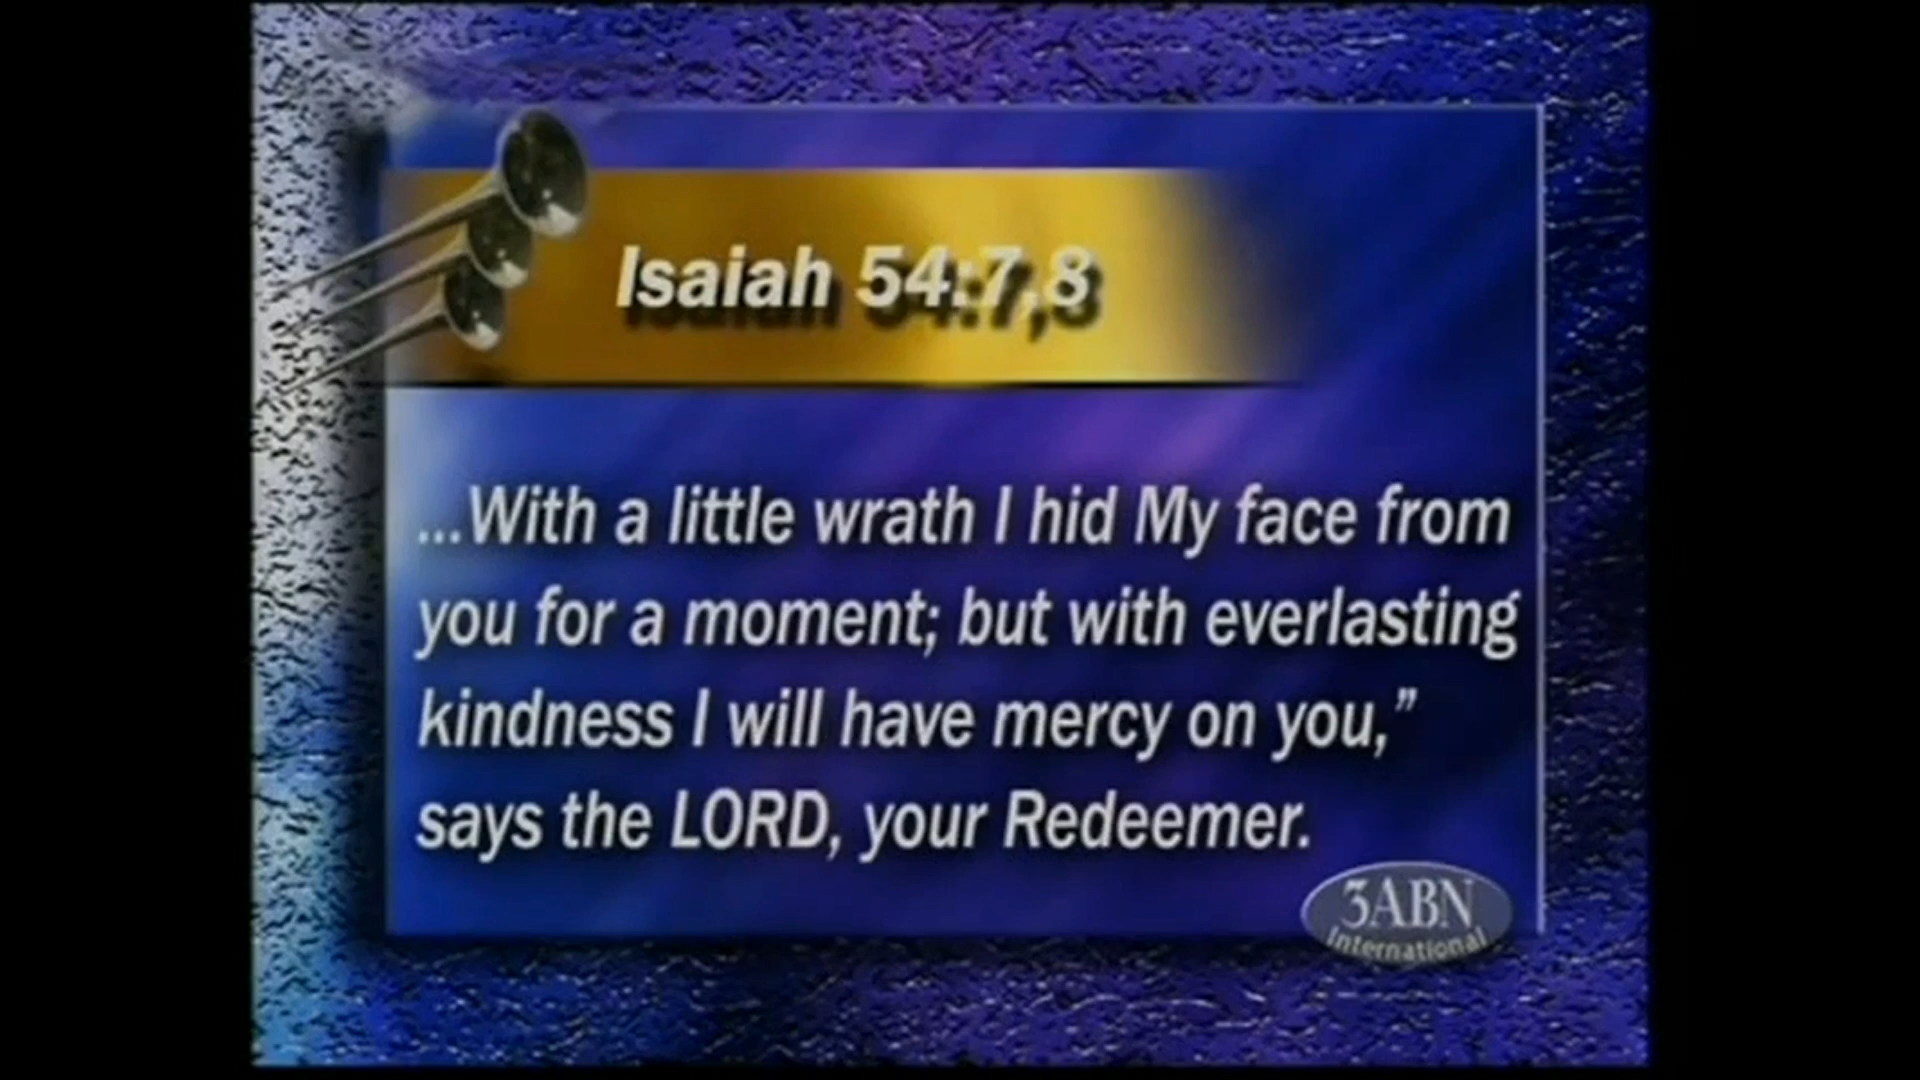 Isaiah 54:7,8
...With a little wrath I hid My face from
you for a moment; but with everlasting
kindness I will have mercy on you,”
says the LORD, your Redeemer.
3ABN
International